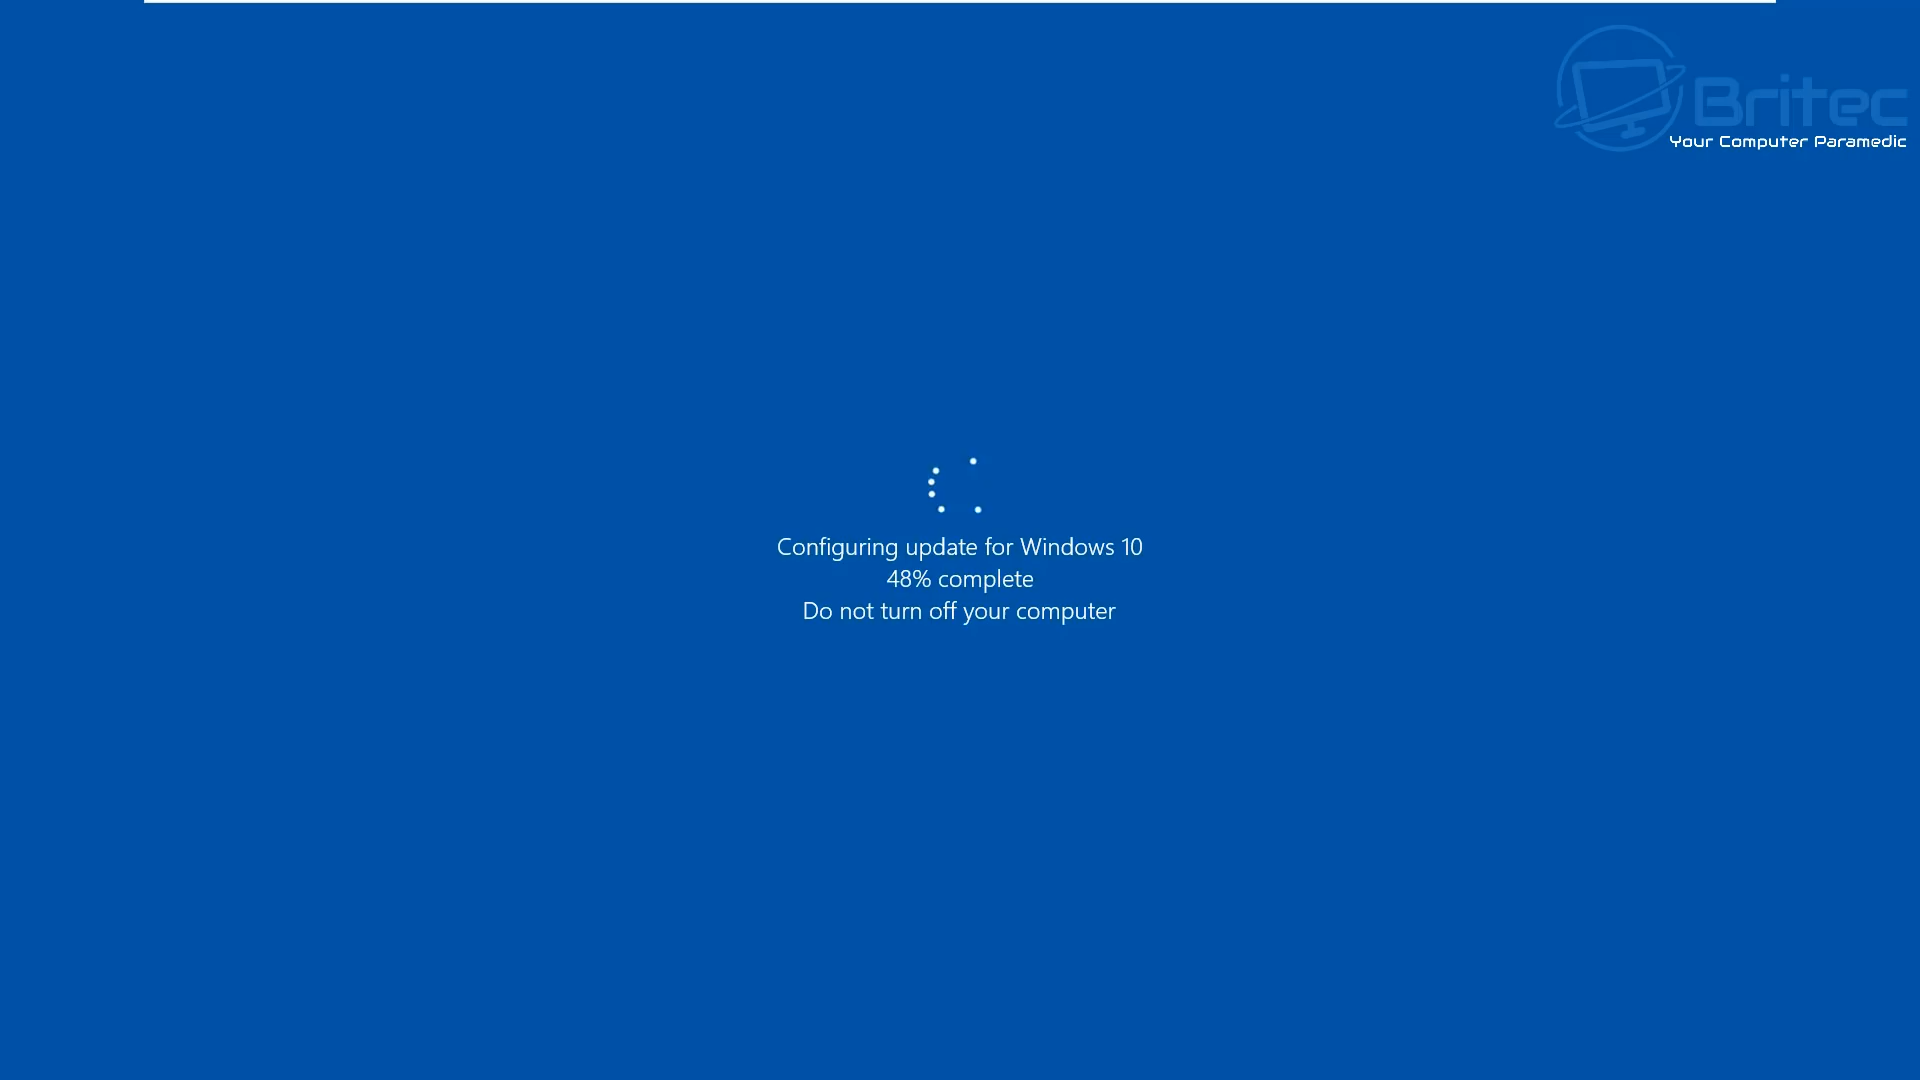 Britec
Your Computer Paramedic
Configuring update for Windows 10
48% complete
Do not turn off your computer